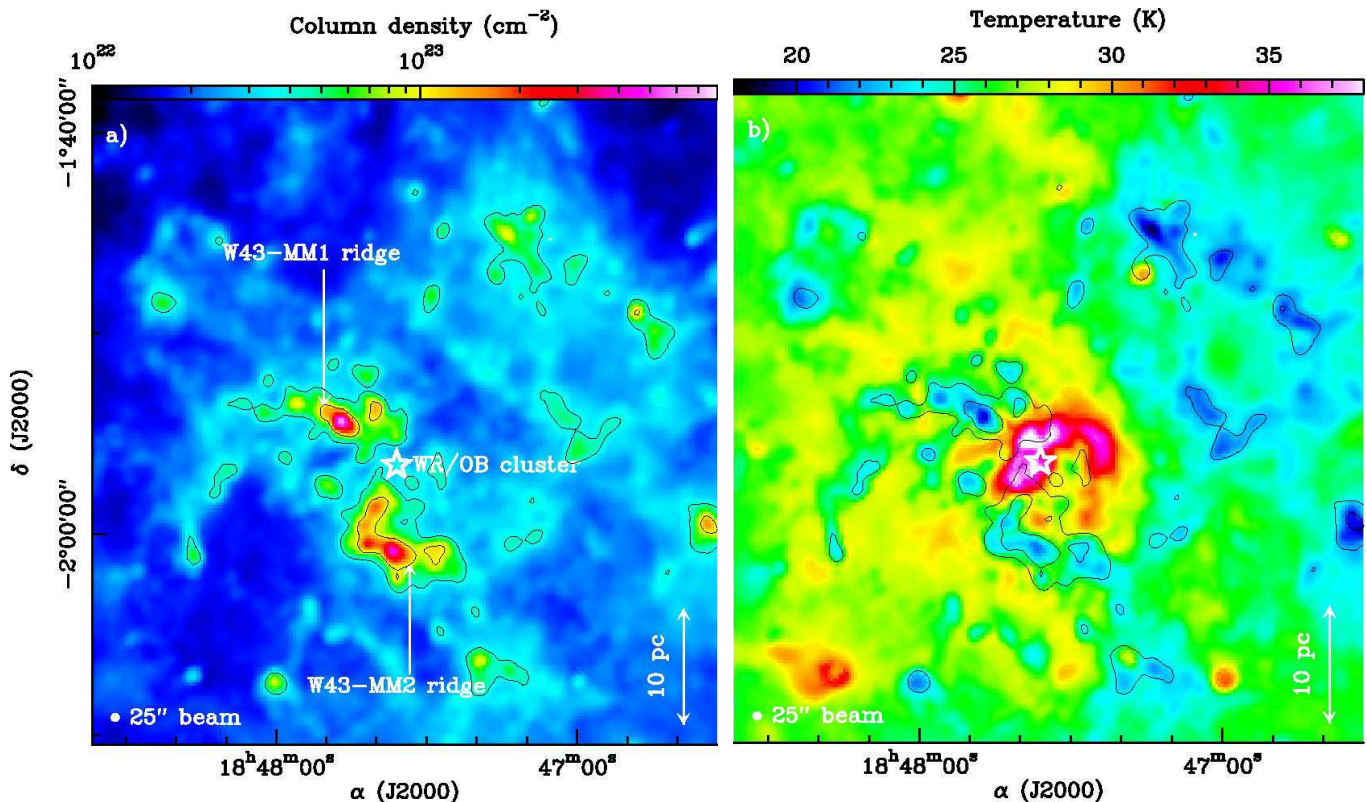 Column density (cm⁻²)
10²² 10²³
a)
W43-MM1 ridge
WR/OB cluster
W43-MM2 ridge
10 pc
25″ beam
−1°40′00″
−2°00′00″
δ (J2000)
18ʰ48ᵐ00ˢ 47ᵐ00ˢ
α (J2000)
Temperature (K)
20 25 30 35
b)
10 pc
25″ beam
18ʰ48ᵐ00ˢ 47ᵐ00ˢ
α (J2000)